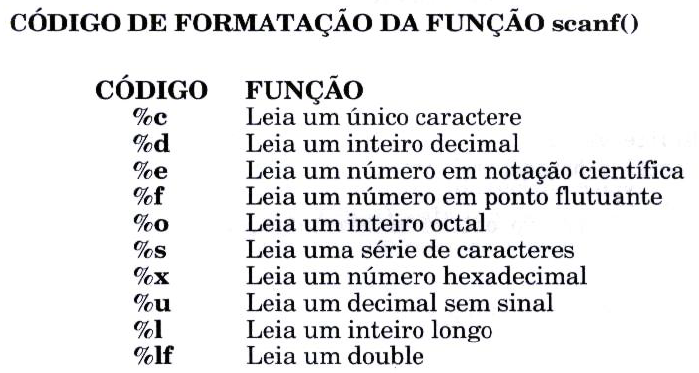 CÓDIGO DE FORMATAÇÃO DA FUNÇÃO scanf()
CÓDIGO FUNÇÃO
%c Leia um único caractere
%d Leia um inteiro decimal
%e Leia um número em notação científica
%f Leia um número em ponto flutuante
%o Leia um inteiro octal
%s Leia uma série de caracteres
%x Leia um número hexadecimal
%u Leia um decimal sem sinal
%l Leia um inteiro longo
%lf Leia um double